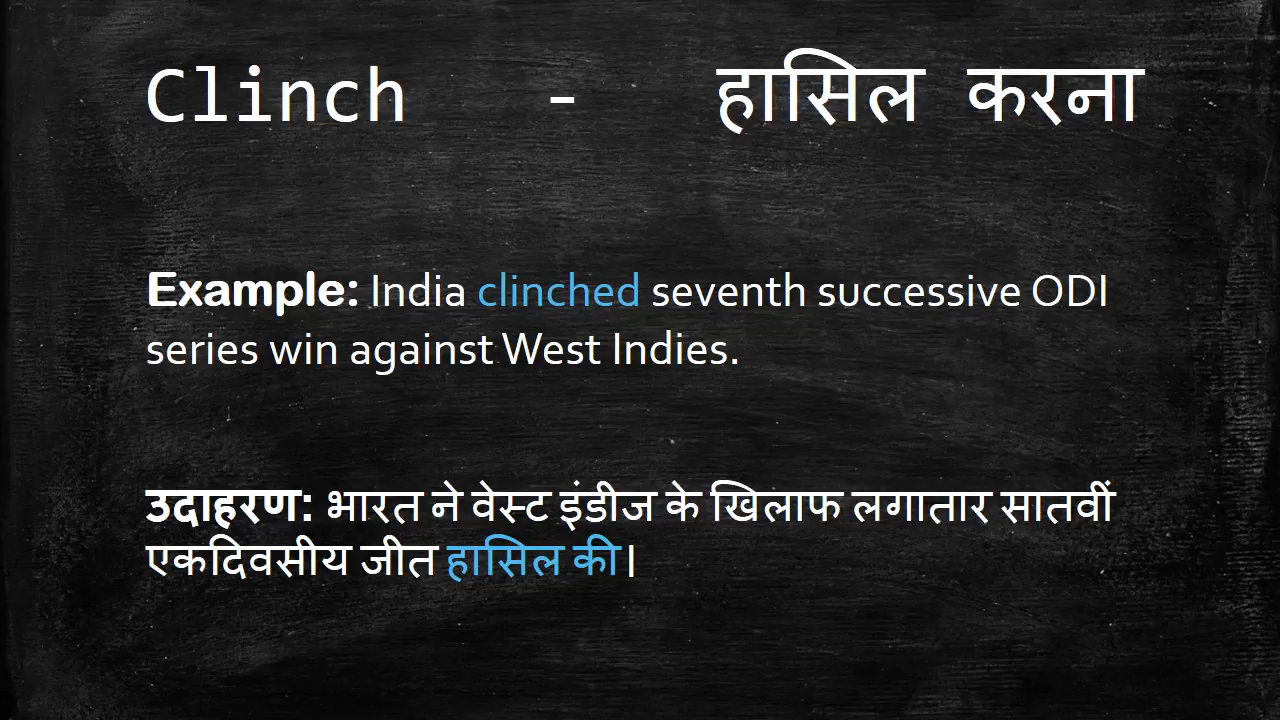 Clinch - हासिल करना
Example: India clinched seventh successive ODI
series win against West Indies.
उदाहरण: भारत ने वेस्ट इंडीज के खिलाफ लगातार सातवीं
एकदिवसीय जीत हासिल की।